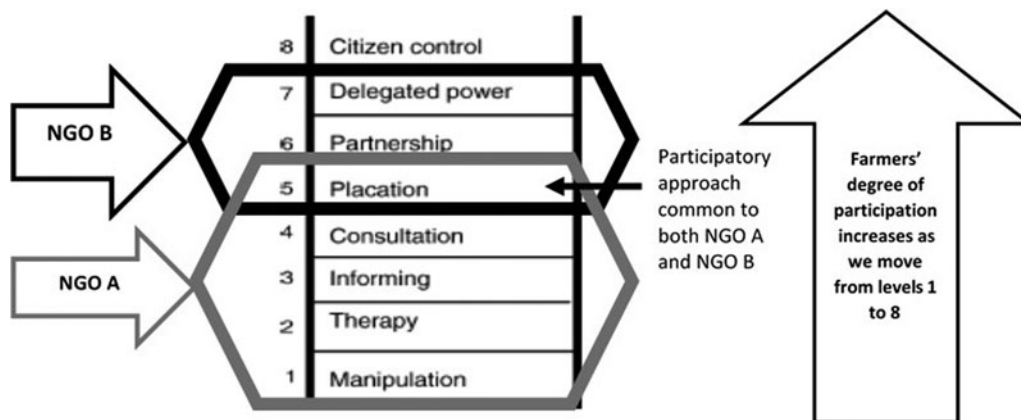 8 Citizen control
7 Delegated power
NGO B
6 Partnership
5 Placation
4 Consultation
NGO A
3 Informing
2 Therapy
1 Manipulation
Participatory
approach
common to
both NGO A
and NGO B
Farmers’
degree of
participation
increases as
we move
from levels 1
to 8